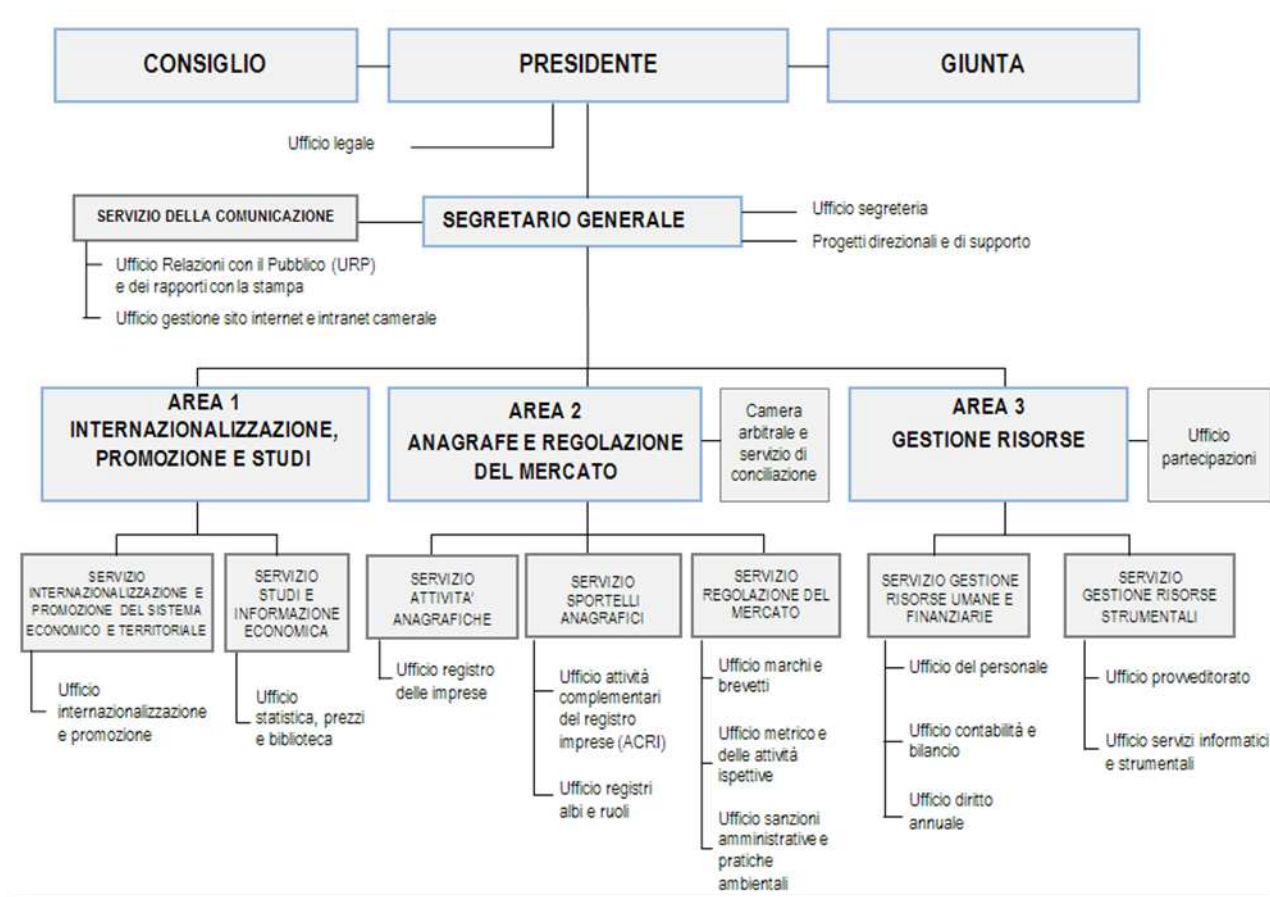 CONSIGLIO
PRESIDENTE
GIUNTA
Ufficio legale
SERVIZIO DELLA COMUNICAZIONE
SEGRETARIO GENERALE
Ufficio segreteria
Progetti direzionali e di supporto
Ufficio Relazioni con il Pubblico (URP)
e dei rapporti con la stampa
Ufficio gestione sito internet e intranet camerale
AREA 1
INTERNAZIONALIZZAZIONE,
PROMOZIONE E STUDI
AREA 2
ANAGRAFE E REGOLAZIONE
DEL MERCATO
Camera
arbitrale e
servizio di
conciliazione
AREA 3
GESTIONE RISORSE
Ufficio
partecipazioni
SERVIZIO
INTERNAZIONALIZZAZIONE E
PROMOZIONE DEL SISTEMA
ECONOMICO E TERRITORIALE
SERVIZIO
STUDI E
INFORMAZIONE
ECONOMICA
SERVIZIO
ATTIVITA'
ANAGRAFICHE
SERVIZIO
SPORTELLI
ANAGRAFICI
SERVIZIO
REGOLAZIONE DEL
MERCATO
SERVIZIO GESTIONE
RISORSE UMANE E
FINANZIARIE
SERVIZIO
GESTIONE RISORSE
STRUMENTALI
Ufficio
internazionalizzazione
e promozione
Ufficio
statistica, prezzi
e biblioteca
Ufficio registro
delle imprese
Ufficio attività
complementari
del registro
imprese (ACRI)
Ufficio registri
albi e ruoli
Ufficio marchi e
brevetti
Ufficio metrico e
delle attività
ispettive
Ufficio sanzioni
amministrative e
pratiche
ambientali
Ufficio del personale
Ufficio contabilità e
bilancio
Ufficio diritto
annuale
Ufficio provveditorato
Ufficio servizi informatici
e strumentali